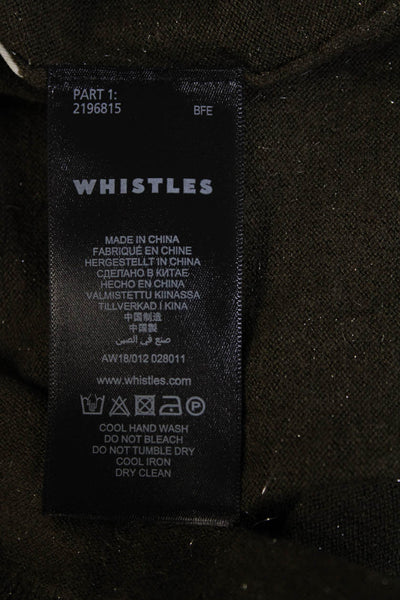 PART 1:
2196815 BFE
WHISTLES
MADE IN CHINA
FABRIQUÉ EN CHINE
HERGESTELLT IN CHINA
СДЕЛАНО В КИТАЕ
HECHO EN CHINA
VALMISTETTU KIINASSA
TILLVERKAD I KINA
中国制造
中國製
صنع في الصين
AW18/012 028011
www.whistles.com
P
COOL HAND WASH
DO NOT BLEACH
DO NOT TUMBLE DRY
COOL IRON
DRY CLEAN